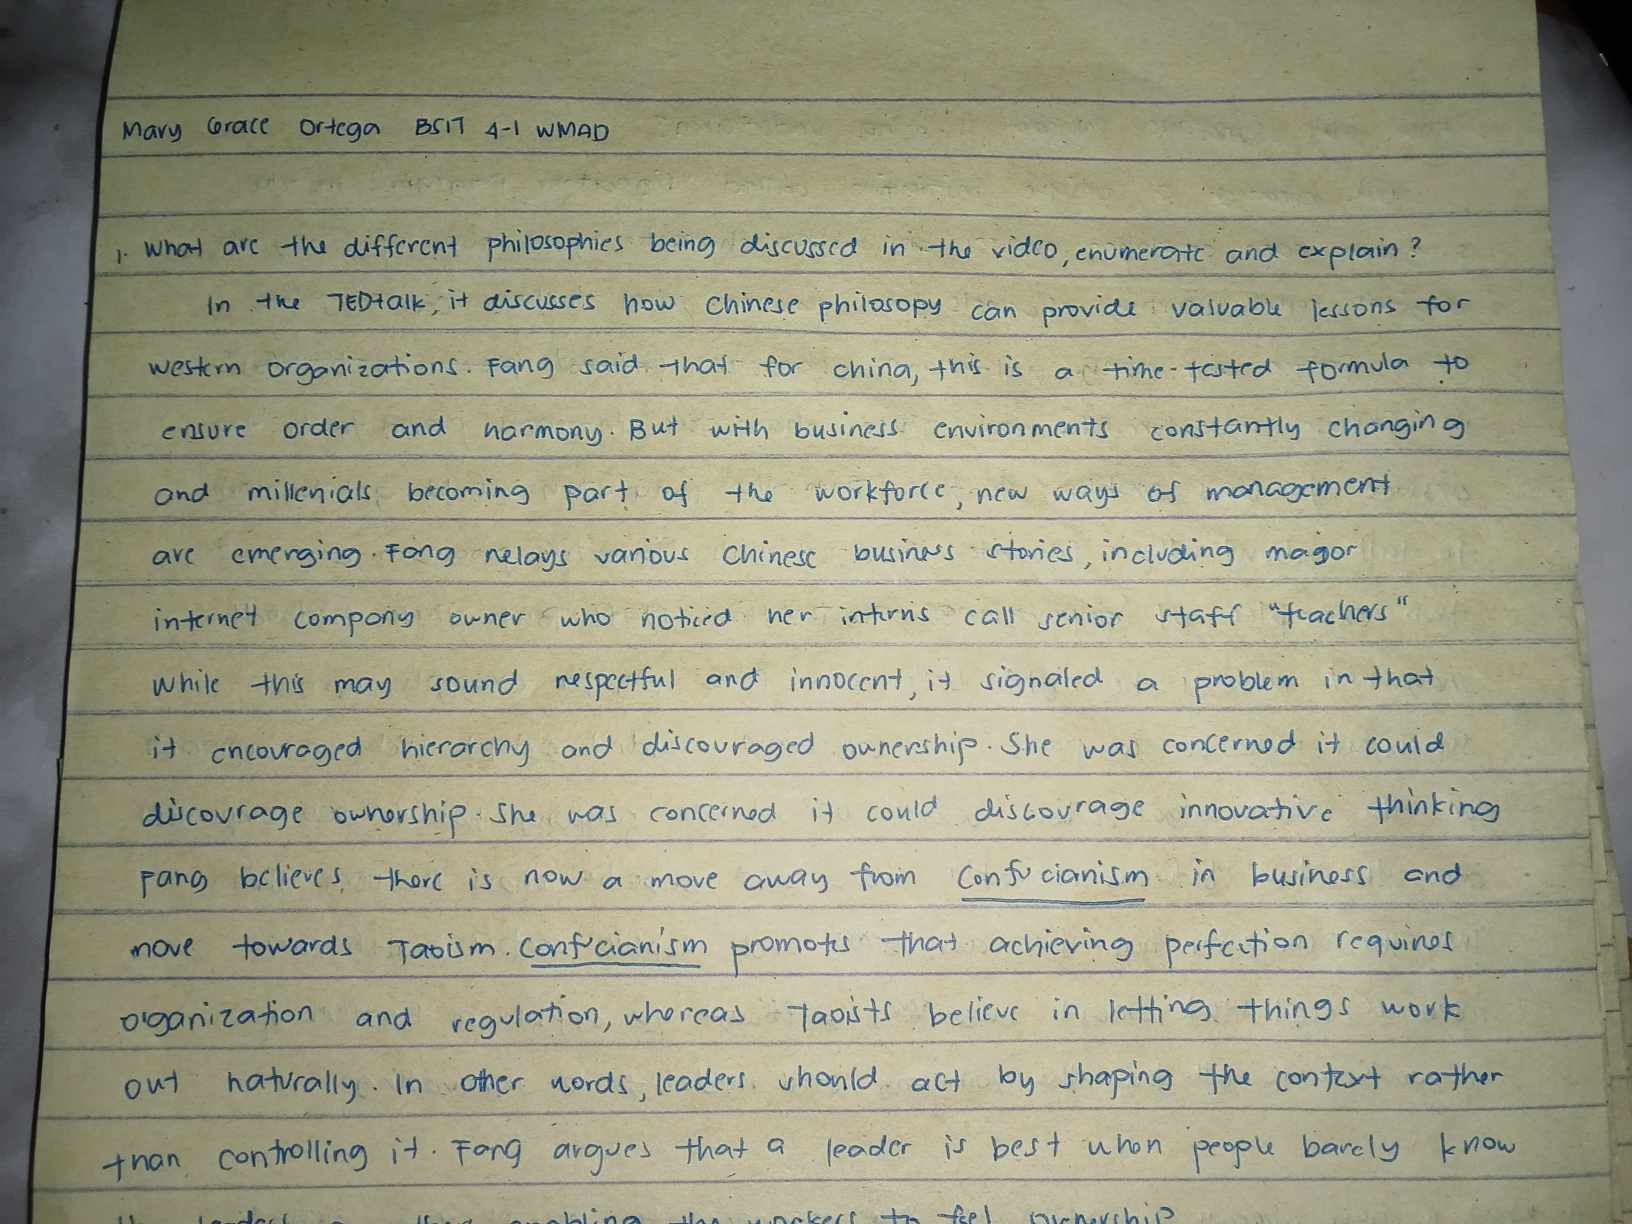 Mary Grace Ortega BSIT 4-1 WMAD
1. What are the different philosophies being discussed in the video, enumerate and explain?
In the TEDtalk, it discusses how Chinese philosopy can provide valuable lessons for
western organizations. Fang said that for china, this is a time-tested formula to
ensure order and harmony. But with business environments constantly changing
and millenials becoming part of the workforce, new ways of management
are emerging. Fang relays various Chinese business stories, including magor
internet company owner who noticed her interns call senior staff "teachers"
While this may sound respectful and innocent, it signaled a problem in that
it encouraged hierarchy and discouraged ownership. She was concerned it could
discourage ownership. She was concerned it could discourage innovative thinking
Fang believes there is now a move away from Confucianism in business and
move towards Taoism. Confucianism promotes that achieving perfection requires
organization and regulation, whereas Taoists believe in letting things work
out naturally. In other words, leaders should act by shaping the context rather
than controlling it. Fang argues that a leader is best when people barely know
enabling the workers to feel ownership